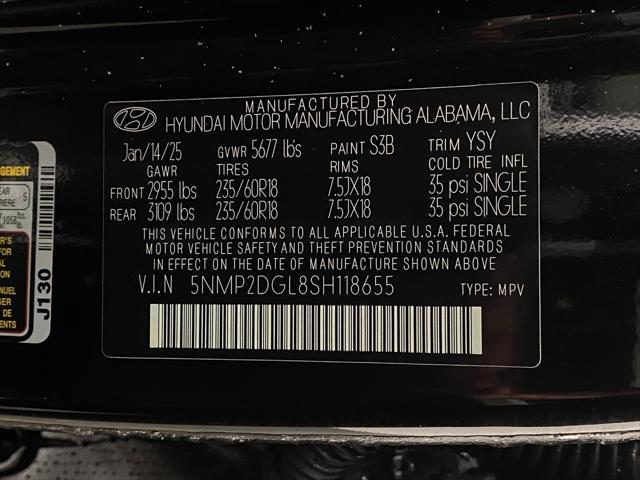 MANUFACTURED BY
HYUNDAI MOTOR MANUFACTURING ALABAMA, LLC
Jan/14/25 GVWR 5677 lbs PAINT S3B TRIM YSY
GAWR TIRES RIMS COLD TIRE INFL
FRONT 2955 lbs 235/60R18 7.5JX18 35 psi SINGLE
REAR 3109 lbs 235/60R18 7.5JX18 35 psi SINGLE
THIS VEHICLE CONFORMS TO ALL APPLICABLE U.S.A. FEDERAL
MOTOR VEHICLE SAFETY AND THEFT PREVENTION STANDARDS
IN EFFECT ON THE DATE OF MANUFACTURE SHOWN ABOVE
V.I.N 5NMP2DGL8SH118655 TYPE: MPV
J130